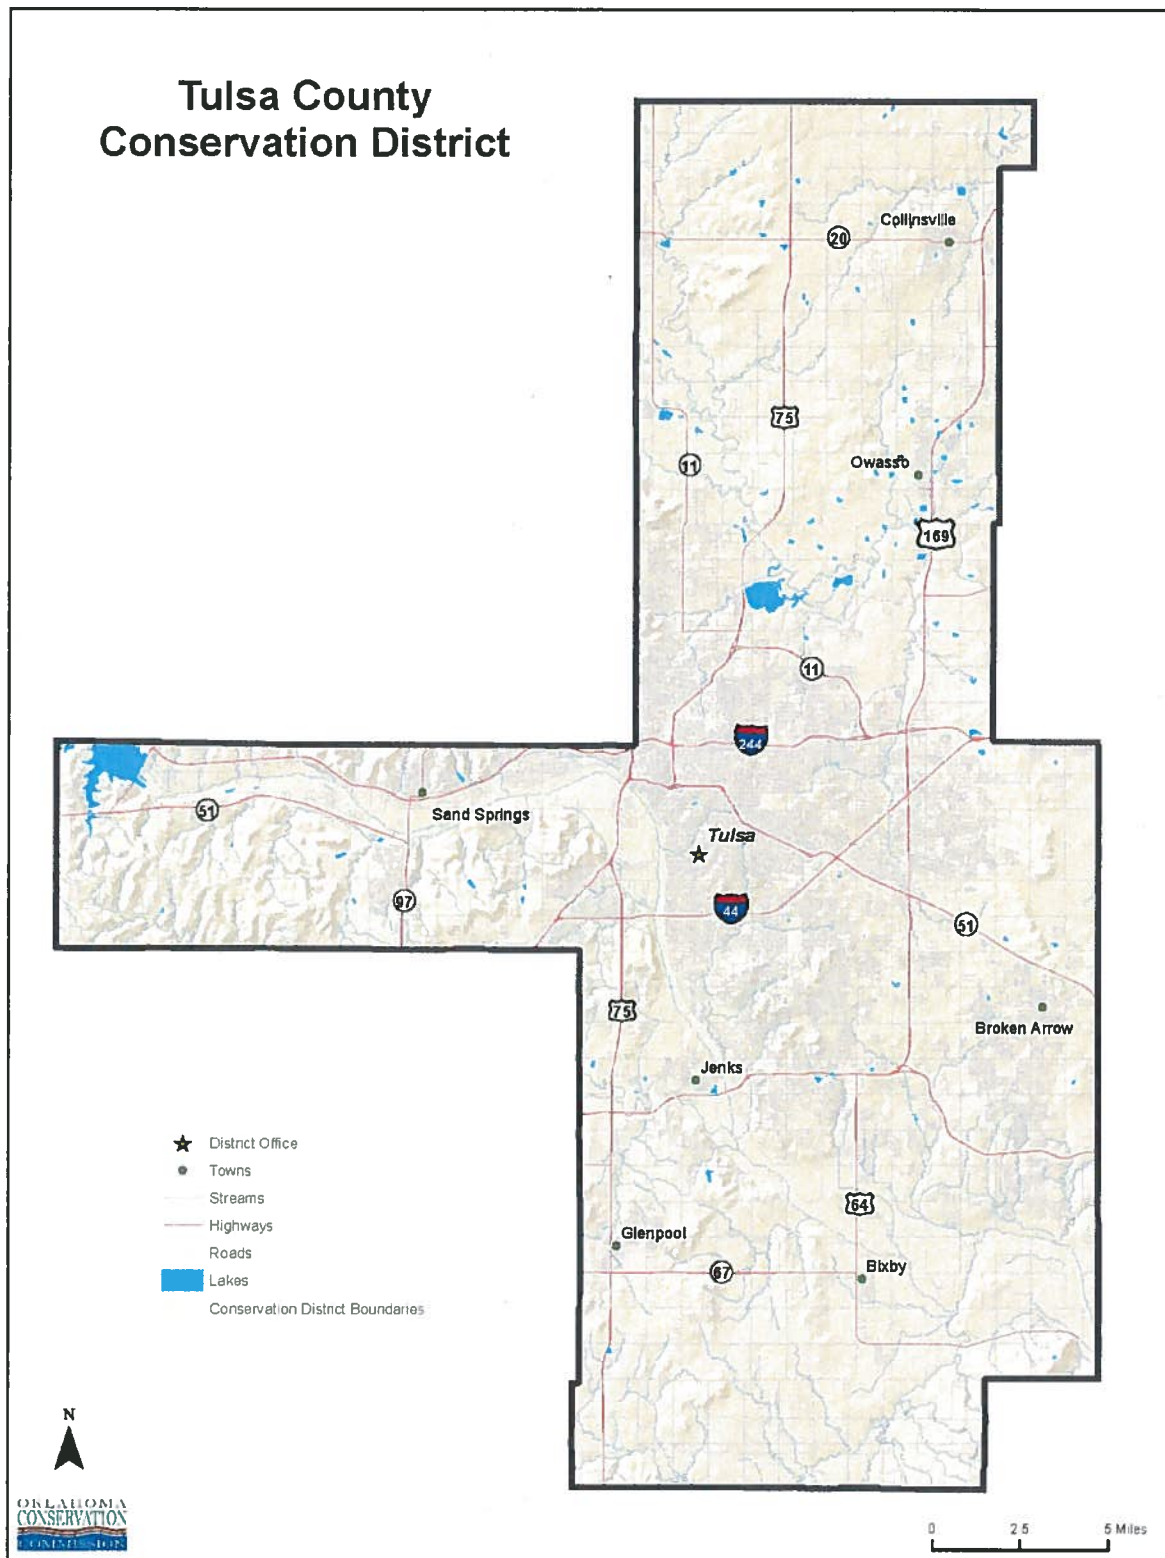 Tulsa County
Conservation District
Collinsville
20
75
11
Owasso
169
11
244
51
Sand Springs
Tulsa
97
44
51
75
Broken Arrow
Jenks
64
Glenpool
67
Bixby
District Office
Towns
Streams
Highways
Roads
Lakes
Conservation District Boundaries
N
OKLAHOMA
CONSERVATION
COMMISSION
0 2.5 5 Miles